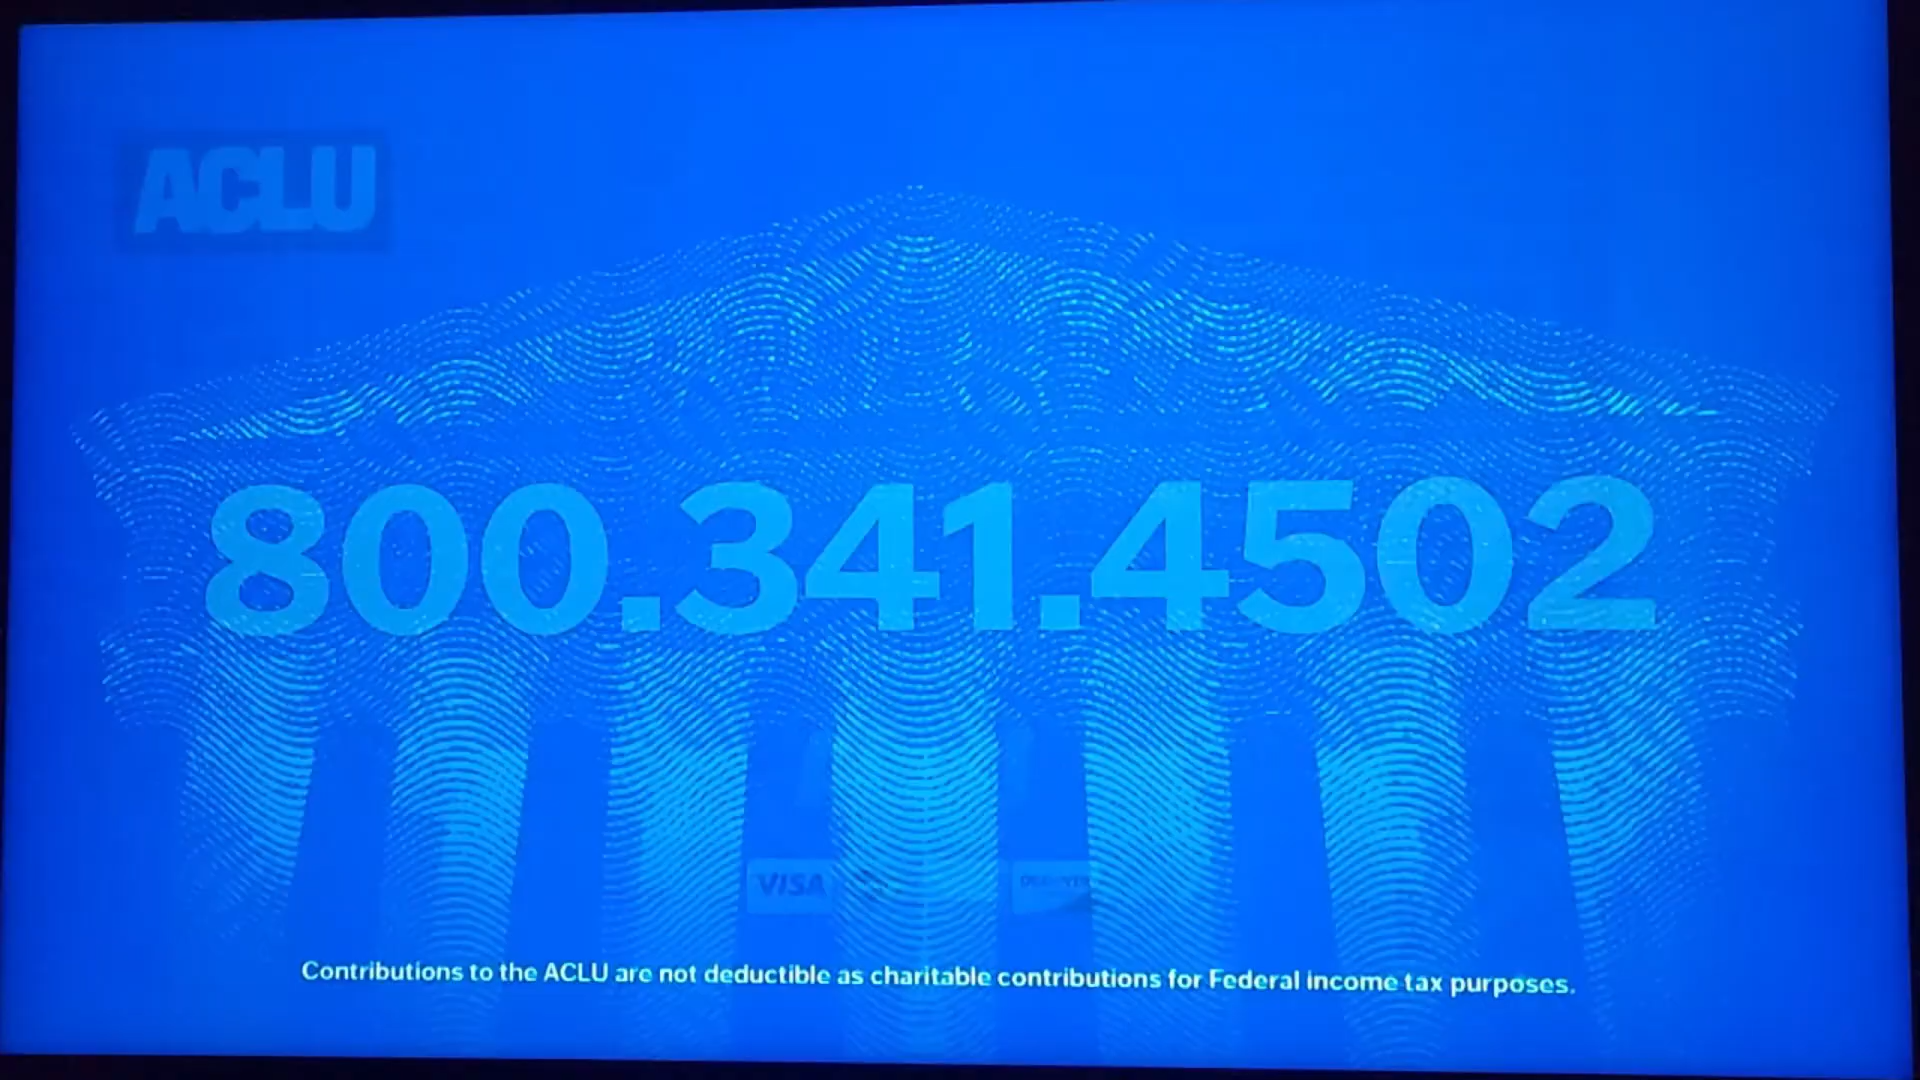 ACLU
800.341.4502
VISA
Contributions to the ACLU are not deductible as charitable contributions for Federal income tax purposes.